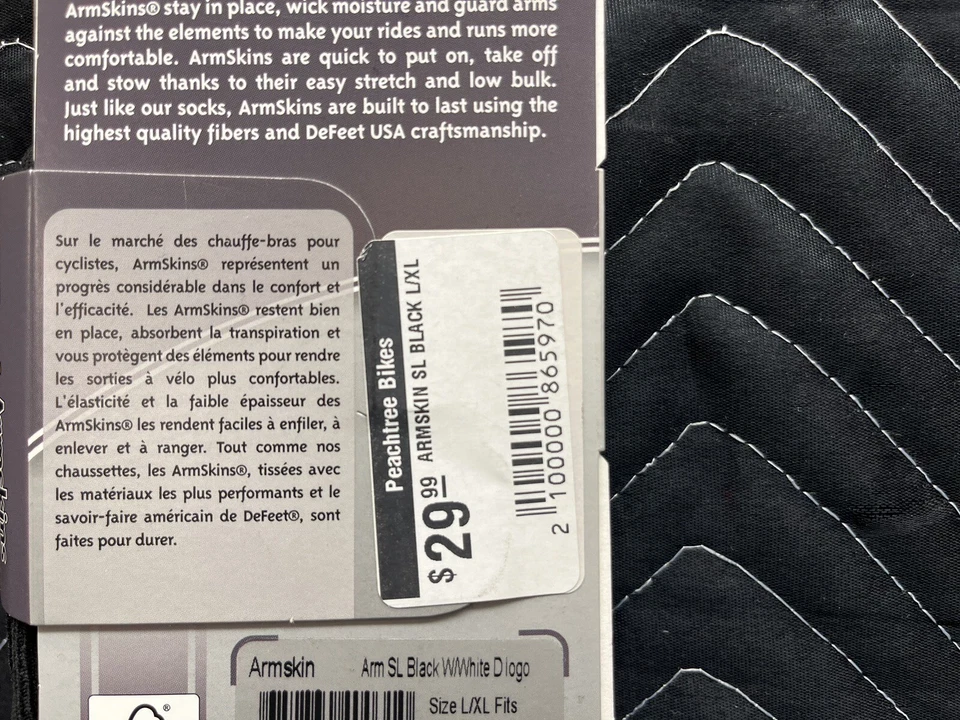 ArmSkins® stay in place, wick moisture and guard arms
against the elements to make your rides and runs more
comfortable. ArmSkins are quick to put on, take off
and stow thanks to their easy stretch and low bulk.
Just like our socks, ArmSkins are built to last using the
highest quality fibers and DeFeet USA craftsmanship.
Sur le marché des chauffe-bras pour
cyclistes, ArmSkins® représentent un
progrès considérable dans le confort et
l'efficacité. Les ArmSkins® restent bien
en place, absorbent la transpiration et
vous protègent des éléments pour rendre
les sorties à vélo plus confortables.
L'élasticité et la faible épaisseur des
ArmSkins® les rendent faciles à enfiler, à
enlever et à ranger. Tout comme nos
chaussettes, les ArmSkins®, tissées avec
les matériaux les plus performants et le
savoir-faire américain de DeFeet®, sont
faites pour durer.
Peachtree Bikes
ARMSKIN SL BLACK L/XL
$29.99
2 100000 865970
Armskin Arm SL Black W/White D logo
Size L/XL Fits
®